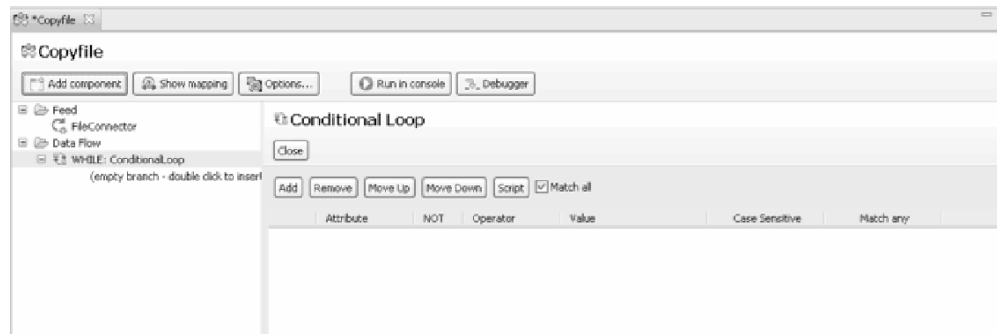 *Copyfile
Copyfile
Add component Show mapping Options... Run in console Debugger
Feed
FileConnector
Data Flow
WHILE: ConditionalLoop
(empty branch - double click to insert
Conditional Loop
Close
Add Remove Move Up Move Down Script Match all
Attribute NOT Operator Value Case Sensitive Match any